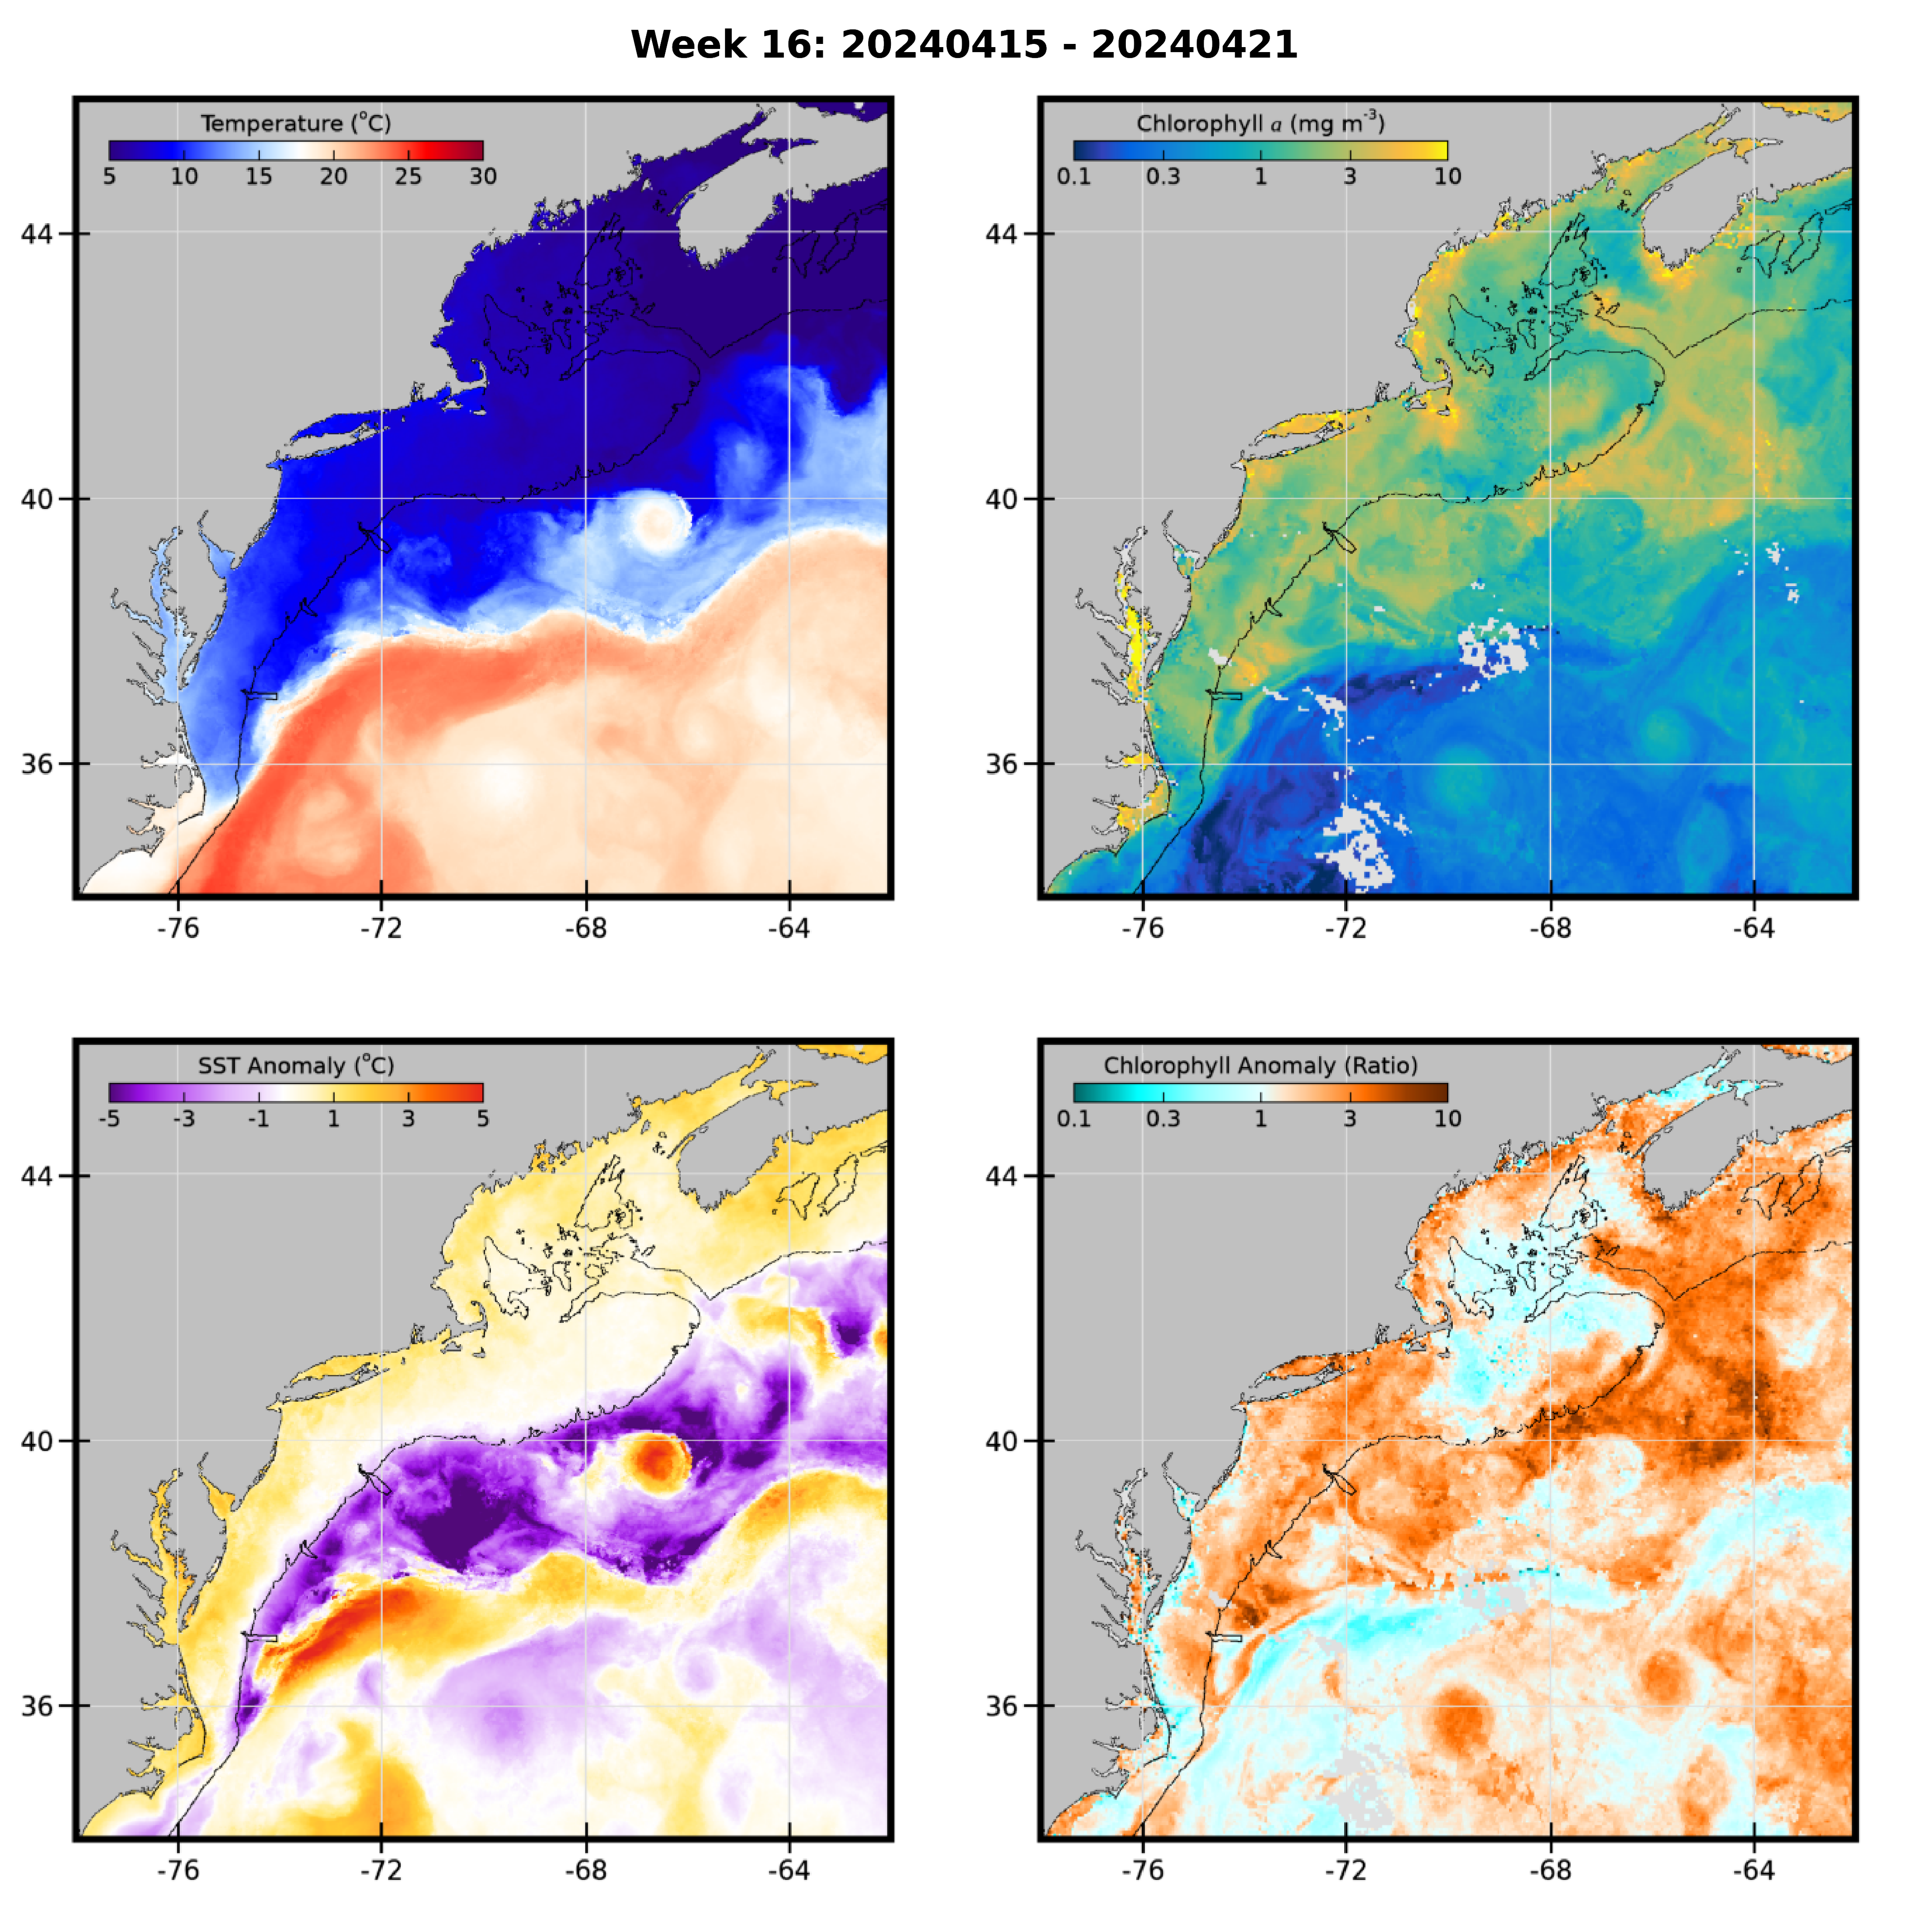 Week 16: 20240415 - 20240421
Temperature (°C)
5 10 15 20 25 30
44
40
36
-76 -72 -68 -64
Chlorophyll a (mg m⁻³)
0.1 0.3 1 3 10
44
40
36
-76 -72 -68 -64
SST Anomaly (°C)
-5 -3 -1 1 3 5
44
40
36
-76 -72 -68 -64
Chlorophyll Anomaly (Ratio)
0.1 0.3 1 3 10
44
40
36
-76 -72 -68 -64